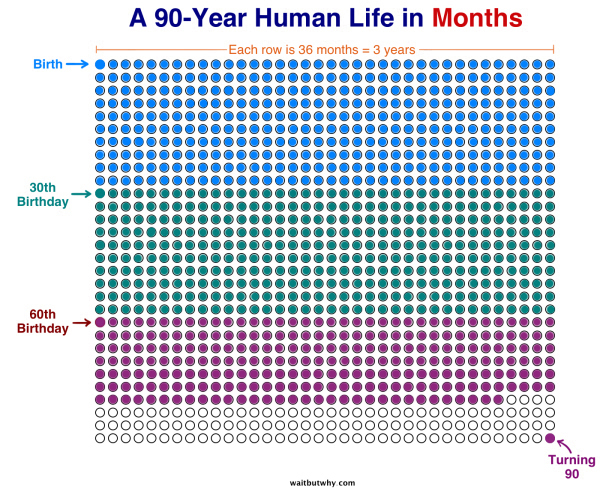 A 90-Year Human Life in Months
Each row is 36 months = 3 years
Birth
30th
Birthday
60th
Birthday
Turning
90
waitbutwhy.com